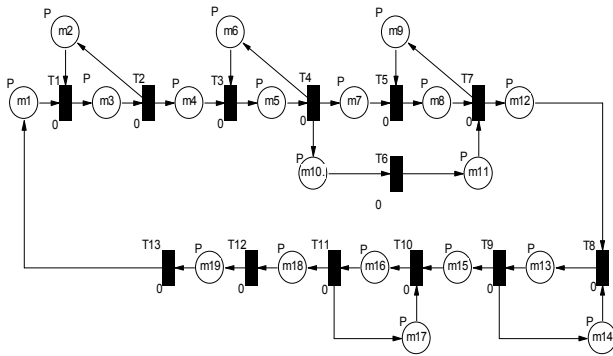 P P P
m2 m6 m9
P T1 P T2 P T3 P T4 P T5 P T7 P
m1 m3 m4 m5 m7 m8 m12
0 0 0 0 0 0
P T6 P
m10. m11
0
T13 P T12 P T11 P T10 P T9 P T8
m19 m18 m16 m15 m13
0 0 0 0 0 0
P P
m17 m14